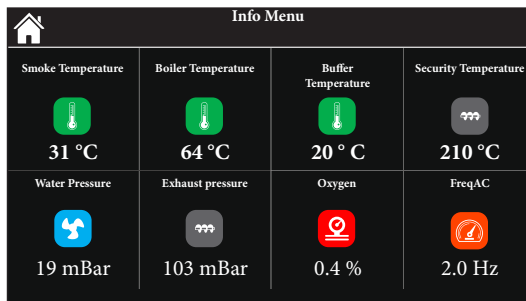 Info Menu
Smoke Temperature
Boiler Temperature
Buffer
Temperature
Security Temperature
31 °C
64 °C
20 ° C
210 °C
Water Pressure
Exhaust pressure
Oxygen
FreqAC
19 mBar
103 mBar
0.4 %
2.0 Hz